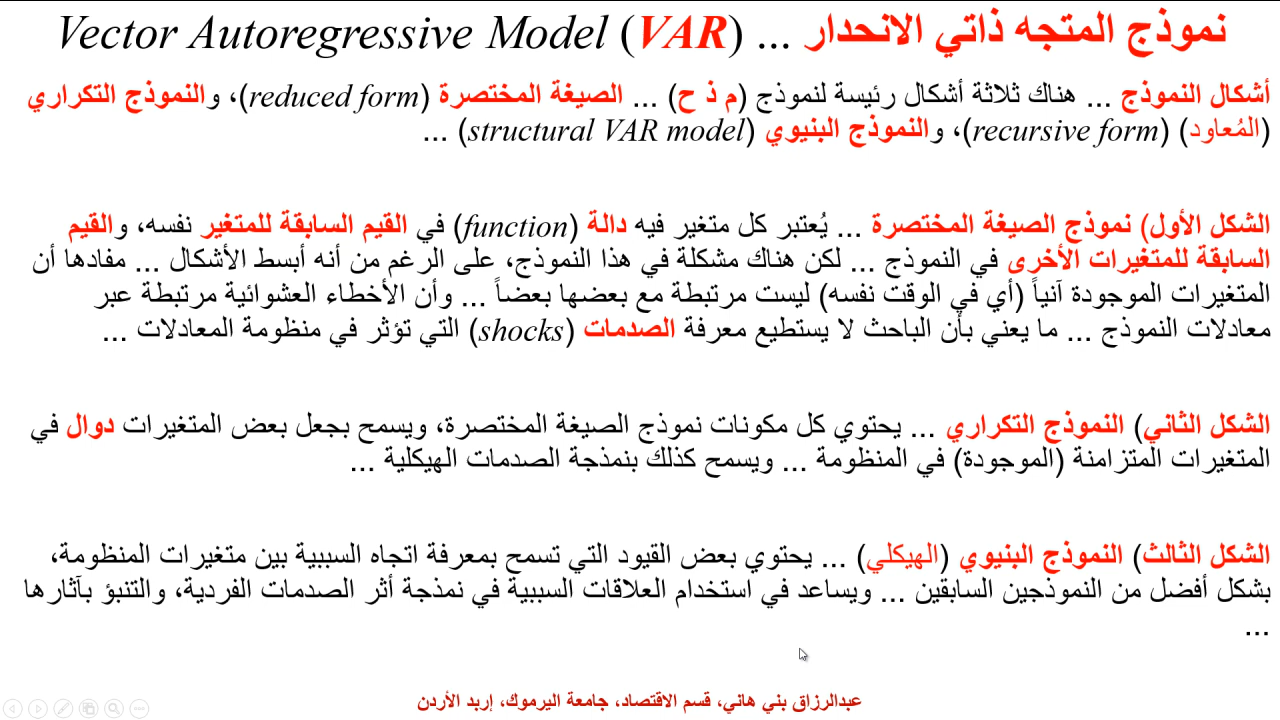 نموذج المتجه ذاتي الانحدار ... Vector Autoregressive Model (VAR)
أشكال النموذج ... هناك ثلاثة أشكال رئيسة لنموذج (م ذ ح) ... الصيغة المختصرة (reduced form)، والنموذج التكراري
(المُعاود) (recursive form)، والنموذج البنيوي (structural VAR model) ...
الشكل الأول) نموذج الصيغة المختصرة ... يُعتبر كل متغير فيه دالة (function) في القيم السابقة للمتغير نفسه، والقيم
السابقة للمتغيرات الأخرى في النموذج ... لكن هناك مشكلة في هذا النموذج، على الرغم من أنه أبسط الأشكال ... مفادها أن
المتغيرات الموجودة آنياً (أي في الوقت نفسه) ليست مرتبطة مع بعضها بعضاً ... وأن الأخطاء العشوائية مرتبطة عبر
معادلات النموذج ... ما يعني بأن الباحث لا يستطيع معرفة الصدمات (shocks) التي تؤثر في منظومة المعادلات ...
الشكل الثاني) النموذج التكراري ... يحتوي كل مكونات نموذج الصيغة المختصرة، ويسمح بجعل بعض المتغيرات دوال في
المتغيرات المتزامنة (الموجودة) في المنظومة ... ويسمح كذلك بنمذجة الصدمات الهيكلية ...
الشكل الثالث) النموذج البنيوي (الهيكلي) ... يحتوي بعض القيود التي تسمح بمعرفة اتجاه السببية بين متغيرات المنظومة،
بشكل أفضل من النموذجين السابقين ... ويساعد في استخدام العلاقات السببية في نمذجة أثر الصدمات الفردية، والتنبؤ بآثارها
...
عبدالرزاق بني هاني، قسم الاقتصاد، جامعة اليرموك، إربد الأردن